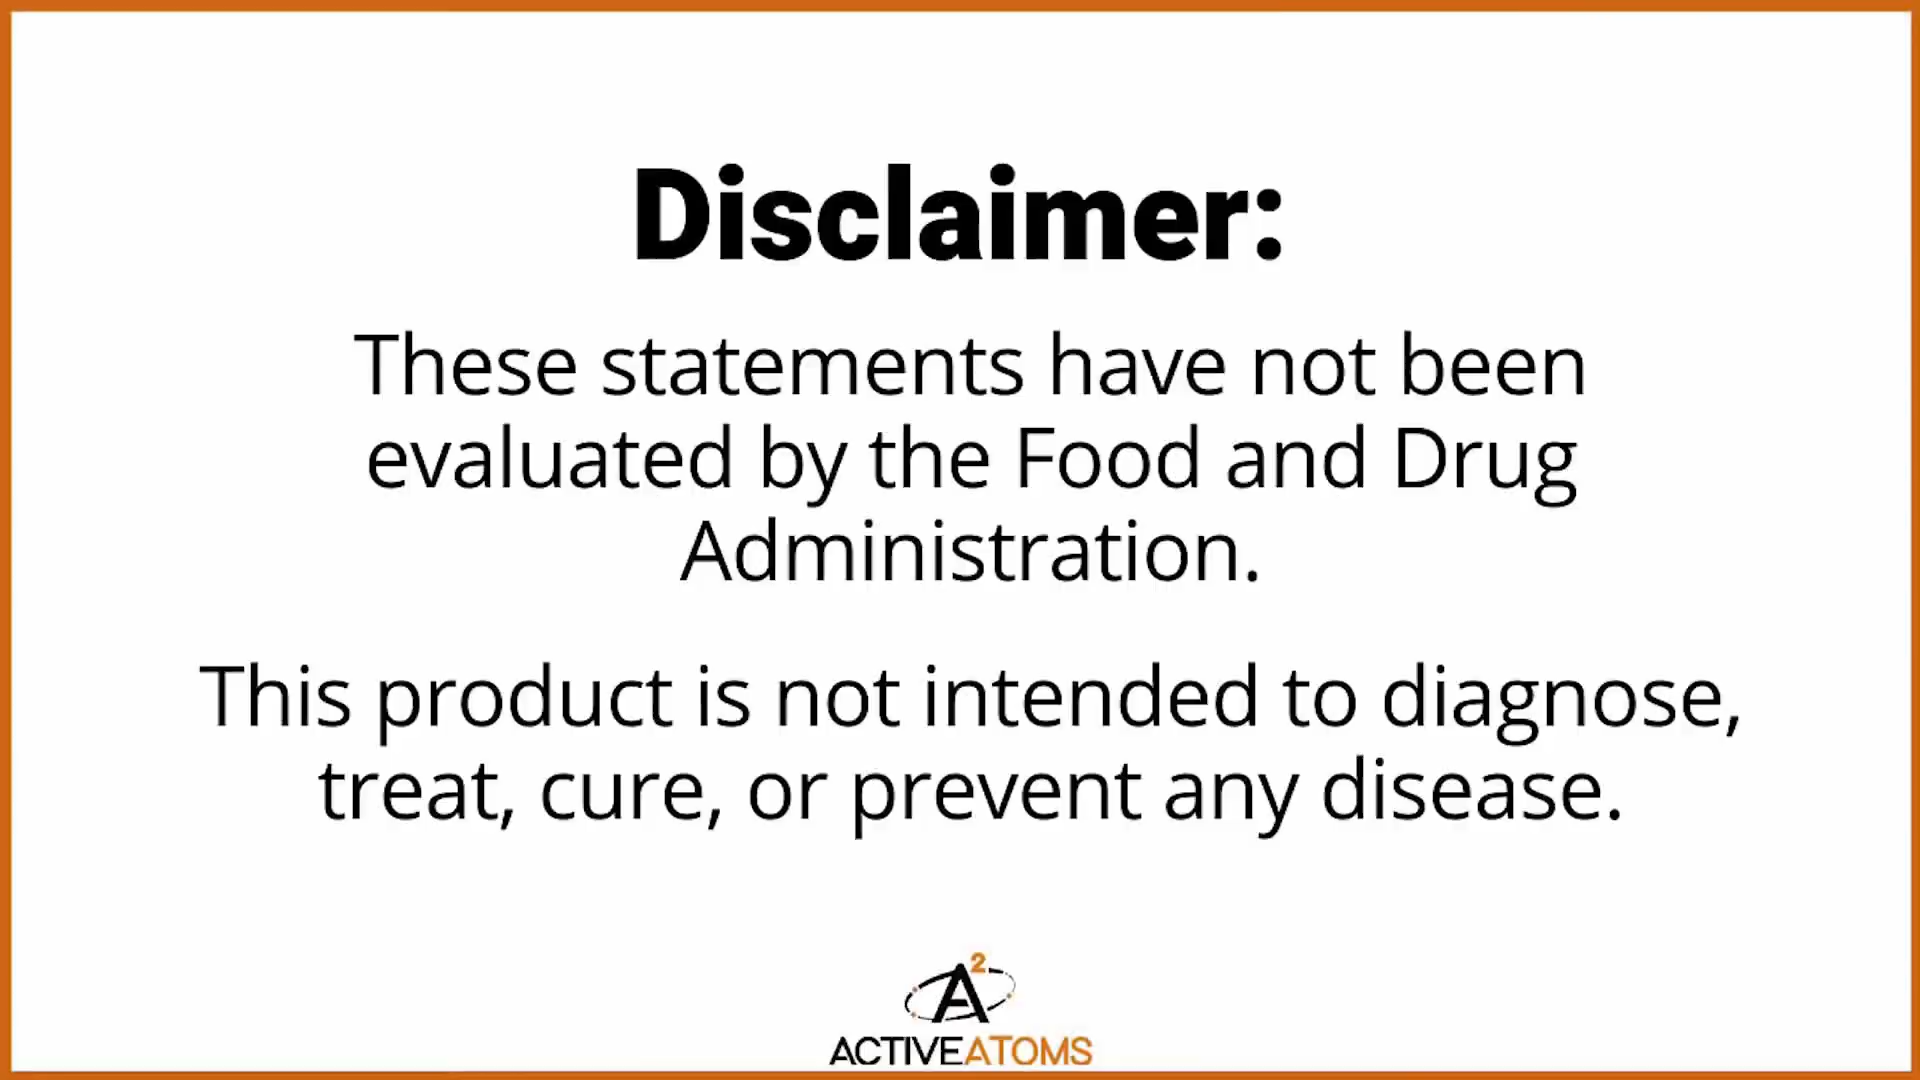 Disclaimer:
These statements have not been
evaluated by the Food and Drug
Administration.
This product is not intended to diagnose,
treat, cure, or prevent any disease.
A2
ACTIVEATOMS